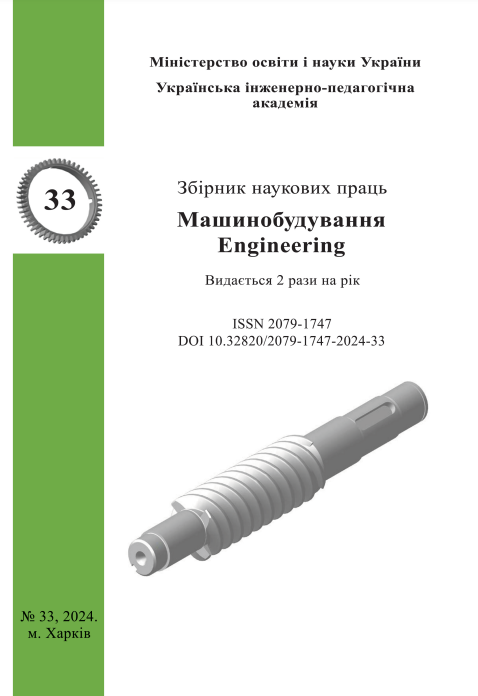 Міністерство освіти і науки України
Українська інженерно-педагогічна
академія
33
Збірник наукових праць
Машинобудування
Engineering
Видається 2 рази на рік
ISSN 2079-1747
DOI 10.32820/2079-1747-2024-33
№ 33, 2024.
м. Харків